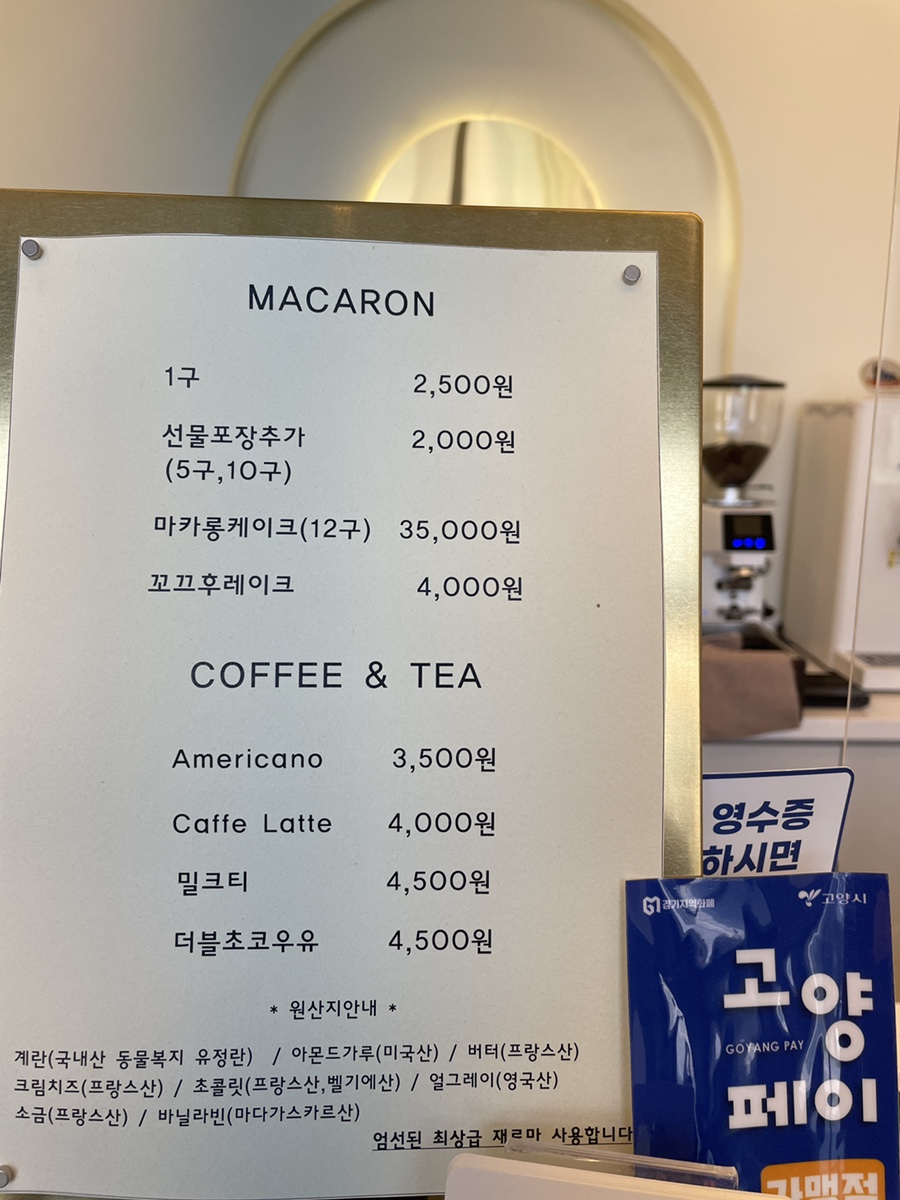 MACARON
1구 2,500원
선물포장추가 2,000원
(5구,10구)
마카롱케이크(12구) 35,000원
꼬끄후레이크 4,000원
COFFEE & TEA
Americano 3,500원
Caffe Latte 4,000원
밀크티 4,500원
더블초코우유 4,500원
* 원산지안내 *
계란(국내산 동물복지 유정란) / 아몬드가루(미국산) / 버터(프랑스산)
크림치즈(프랑스산) / 초콜릿(프랑스산,벨기에산) / 얼그레이(영국산)
소금(프랑스산) / 바닐라빈(마다가스카르산)
엄선된 최상급 재료마 사용합니다
영수증
하시면
경기지역화폐
고양시
고양
GOYANG PAY
페이
가맹점